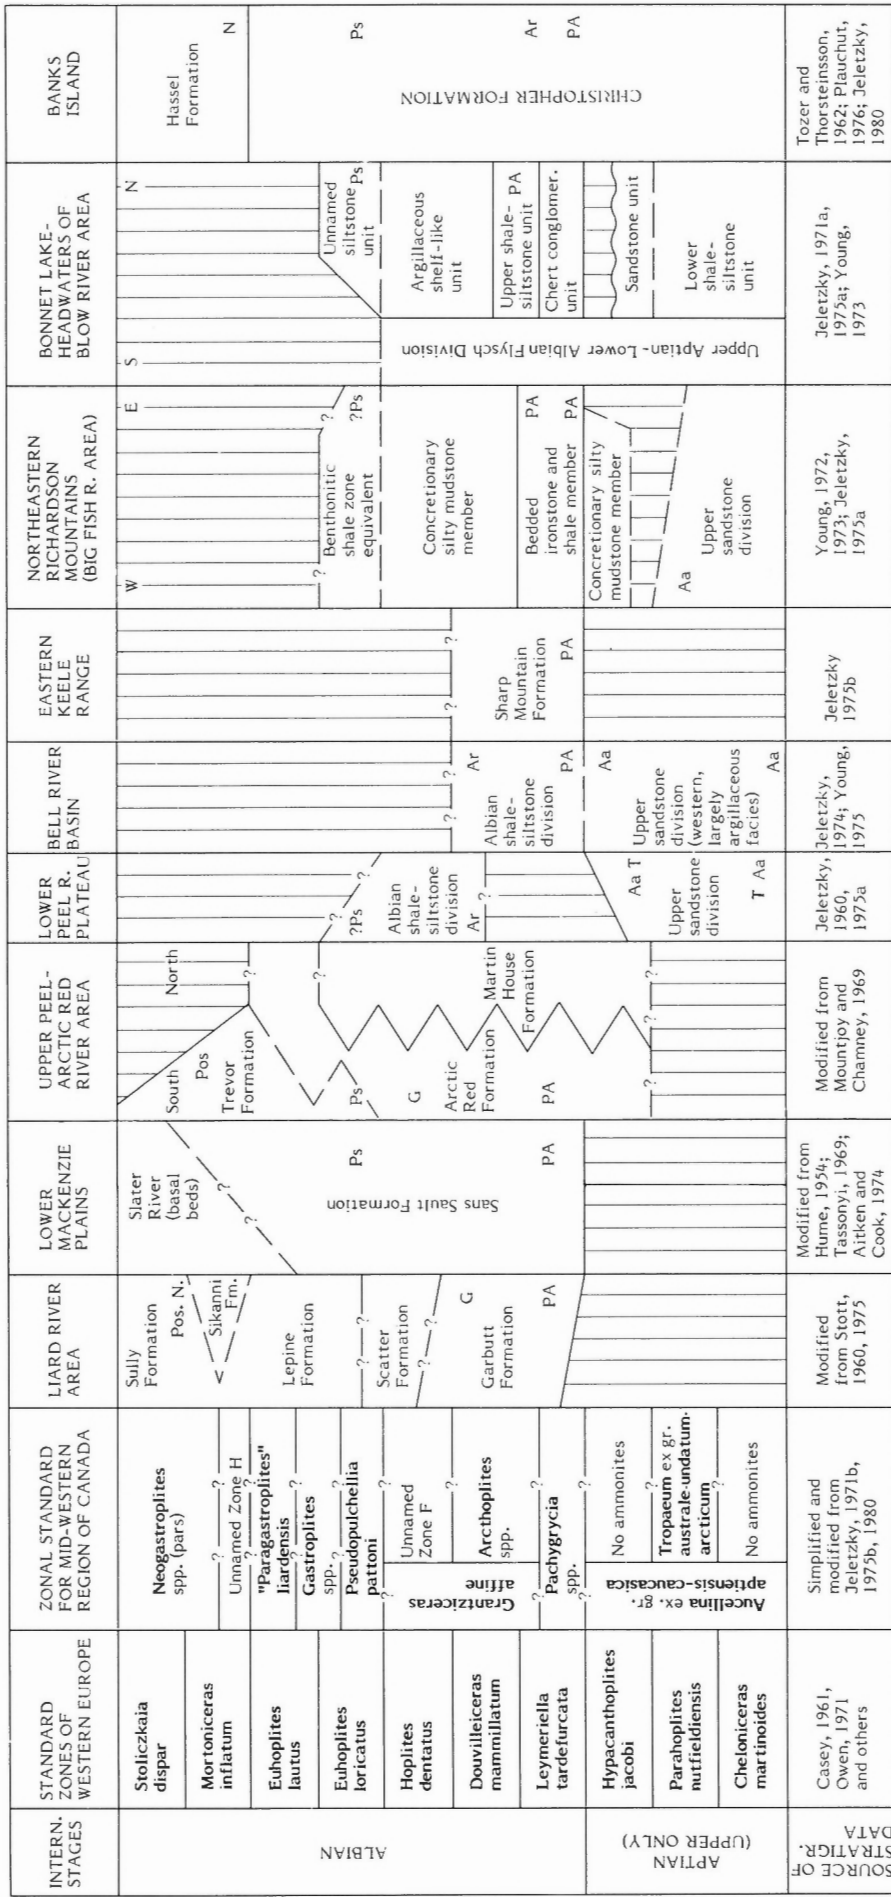 INTERN.
STAGES
ALBIAN
APTIAN
(UPPER ONLY)
SOURCE OF
STRATIGR.
DATA
STANDARD
ZONES OF
WESTERN EUROPE
Stoliczkaia
dispar
Mortoniceras
inflatum
Euhoplites
lautus
Euhoplites
loricatus
Hoplites
dentatus
Douvilleiceras
mammillatum
Leymeriella
tardefurcata
Hypacanthoplites
jacobi
Parahoplites
nutfieldiensis
Cheloniceras
martinoides
Casey, 1961,
Owen, 1971
and others
ZONAL STANDARD
FOR MID-WESTERN
REGION OF CANADA
Neogastroplites
spp. (pars)
?
?
Unnamed Zone H
?
?
"Paragastroplites"
liardensis
?
?
Gastroplites
spp.
?
?
Pseudopulchellia
pattoni
?
?
Grantziceras
affine
Unnamed
Zone F
?
Arcthoplites
spp.
?
?
Pachygrycia
spp.
?
?
Aucellina ex. gr.
aptiensis-caucasica
No ammonites
?
Tropaeum ex gr.
australe-undatum-
arcticum
?
No ammonites
Simplified and
modified from
Jeletzky, 1971b,
1975b, 1980
LIARD RIVER
AREA
Sully
Formation
Pos. N.
Sikanni
Fm.
Lepine Formation
?
?
Scatter
Formation
?
?
G
Garbutt
Formation
PA
Modified
from Stott,
1960, 1975
LOWER
MACKENZIE
PLAINS
Slater
River
(basal
beds)
?
?
Ps
Sans Sault Formation
PA
Modified from
Hume, 1954;
Tassonyi, 1969;
Aitken and
Cook, 1974
UPPER PEEL-
ARCTIC RED
RIVER AREA
South
North
Pos
Trevor Formation
?
?
?
Ps
G
Arctic
Red
Formation
Martin
House
Formation
PA
?
?
?
Modified from
Mountjoy and
Chamney, 1969
LOWER
PEEL R.
PLATEAU
?
?
?Ps
Albian
shale-
siltstone
division
Ar
?
Aa T
Upper
sandstone
division
T Aa
Jeletzky,
1960,
1975a
BELL RIVER
BASIN
?
?
Ar
Albian
shale-
siltstone
division
PA
Aa
Upper
sandstone
division
(western,
largely
argillaceous
facies)
Aa
Jeletzky,
1974; Young,
1975
EASTERN
KEELE
RANGE
?
?
Sharp
Mountain
Formation
PA
Jeletzky
1975b
NORTHEASTERN
RICHARDSON
MOUNTAINS
(BIG FISH R. AREA)
W
E
?
?
Benthonitic
shale zone
equivalent
?Ps
Concretionary
silty mudstone
member
Bedded
ironstone and
shale member
PA
PA
Concretionary silty
mudstone member
Aa
Upper
sandstone
division
Young, 1972,
1973; Jeletzky,
1975a
BONNET LAKE-
HEADWATERS OF
BLOW RIVER AREA
S
N
Unnamed
siltstone
unit
Ps
Upper Aptian-Lower Albian Flysch Division
Argillaceous
shelf-like
unit
Upper shale-
siltstone unit
PA
Chert conglomer.
unit
Sandstone unit
Lower
shale-
siltstone
unit
Jeletzky, 1971a,
1975a; Young,
1973
BANKS
ISLAND
Hassel
Formation
N
Ps
CHRISTOPHER FORMATION
Ar
PA
Tozer and
Thorsteinsson,
1962; Plauchut,
1976; Jeletzky,
1980